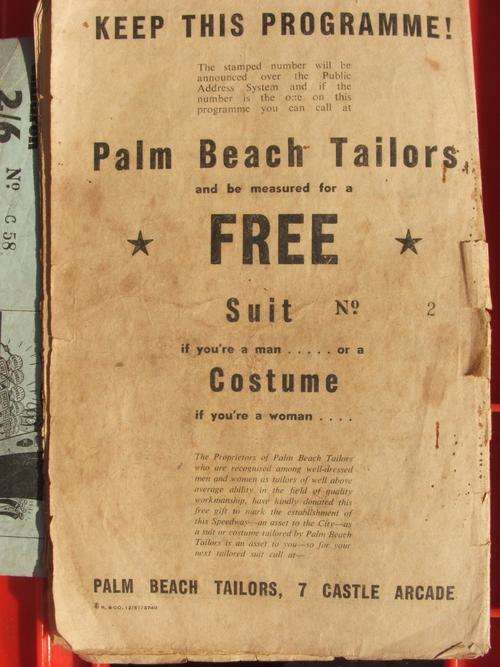 KEEP THIS PROGRAMME!
The stamped number will be
announced over the Public
Address System and if the
number is the one on this
programme you can call at
Palm Beach Tailors,
and be measured for a
FREE
Suit Nº 2
if you're a man ..... or a
Costume
if you're a woman ....
The Proprietors of Palm Beach Tailors
who are recognised among well-dressed
men and women as tailors of well above
average ability in the field of quality
workmanship, have kindly donated this
free gift to mark the establishment of
this Speedway—an asset to the City—as
a suit or costume tailored by Palm Beach
Tailors is an asset to you—so for your
next tailored suit call at—
PALM BEACH TAILORS, 7 CASTLE ARCADE
2/6
Nº C 58